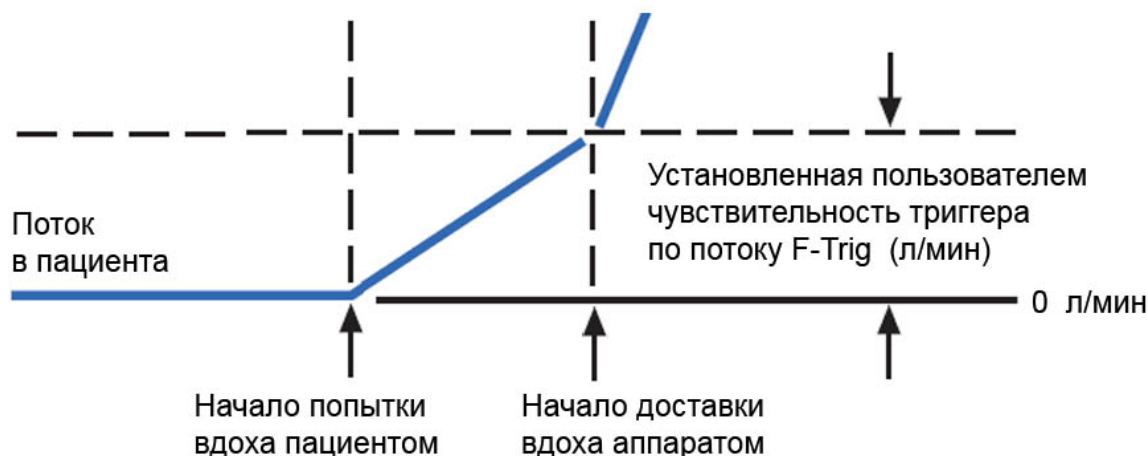 Установленная пользователем
чувствительность триггера
по потоку F-Trig (л/мин)
Поток
в пациента
0 л/мин
Начало попытки
вдоха пациентом
Начало доставки
вдоха аппаратом